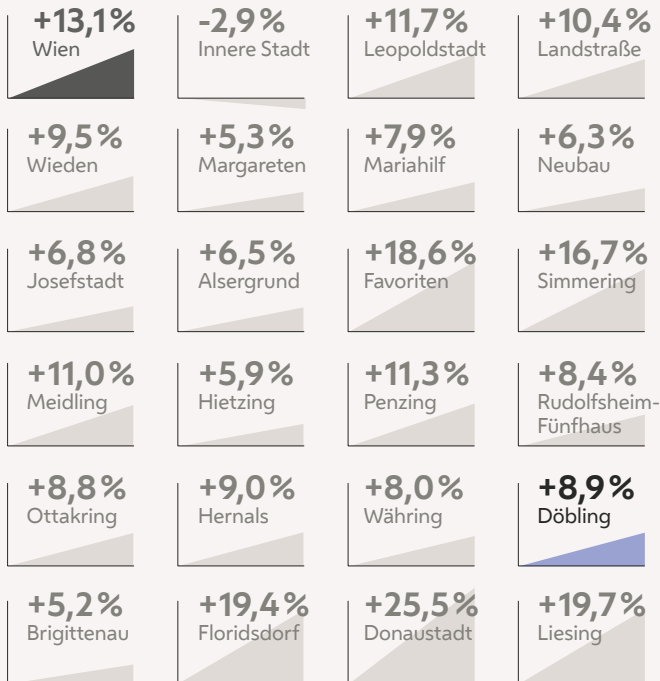 +13,1%
Wien
-2,9%
Innere Stadt
+11,7%
Leopoldstadt
+10,4%
Landstraße
+9,5%
Wieden
+5,3%
Margareten
+7,9%
Mariahilf
+6,3%
Neubau
+6,8%
Josefstadt
+6,5%
Alsergrund
+18,6%
Favoriten
+16,7%
Simmering
+11,0%
Meidling
+5,9%
Hietzing
+11,3%
Penzing
+8,4%
Rudolfsheim-
Fünfhaus
+8,8%
Ottakring
+9,0%
Hernals
+8,0%
Währing
+8,9%
Döbling
+5,2%
Brigittenau
+19,4%
Floridsdorf
+25,5%
Donaustadt
+19,7%
Liesing